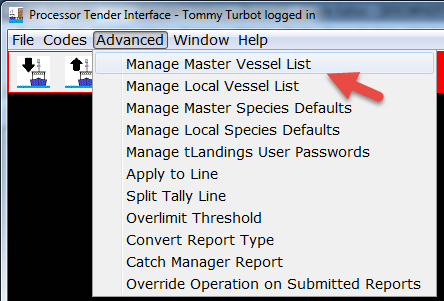 Processor Tender Interface - Tommy Turbot logged in
File Codes Advanced Window Help
Manage Master Vessel List
Manage Local Vessel List
Manage Master Species Defaults
Manage Local Species Defaults
Manage tLandings User Passwords
Apply to Line
Split Tally Line
Overlimit Threshold
Convert Report Type
Catch Manager Report
Override Operation on Submitted Reports